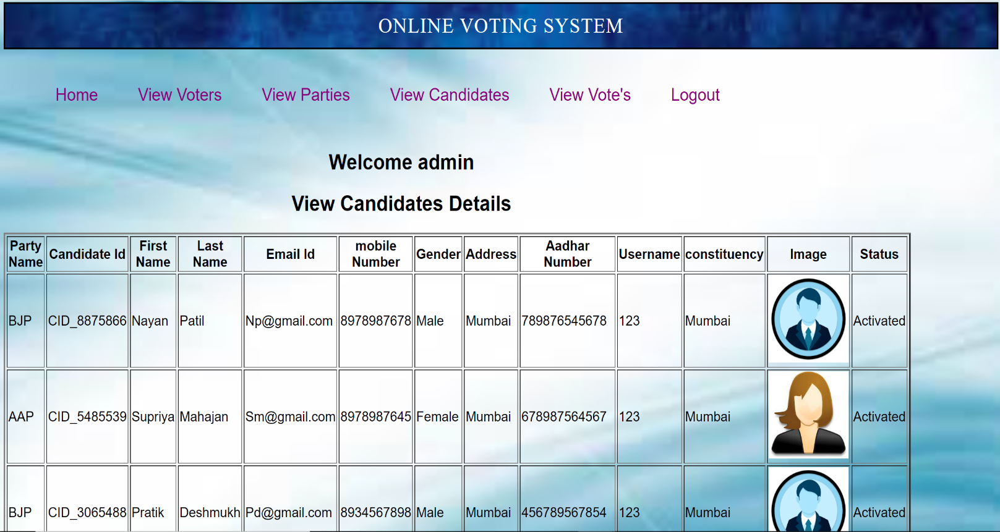 ONLINE VOTING SYSTEM
Home View Voters View Parties View Candidates View Vote's Logout
Welcome admin
View Candidates Details
Party Name Candidate Id First Name Last Name Email Id mobile Number Gender Address Aadhar Number Username constituency Image Status
BJP CID_8875866 Nayan Patil Np@gmail.com 8978987678 Male Mumbai 789876545678 123 Mumbai Activated
AAP CID_5485539 Supriya Mahajan Sm@gmail.com 8978987645 Female Mumbai 678987564567 123 Mumbai Activated
BJP CID_3065488 Pratik Deshmukh Pd@gmail.com 8934567898 Male Mumbai 456789567854 123 Mumbai Activated